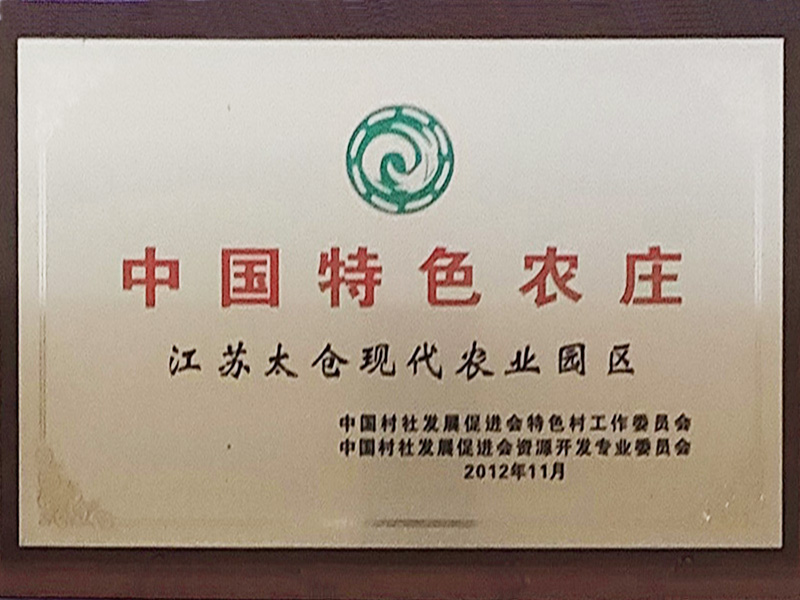 中国特色农庄
江苏太仓现代农业园区
中国村社发展促进会特色村工作委员会
中国村社发展促进会资源开发专业委员会
2012年11月